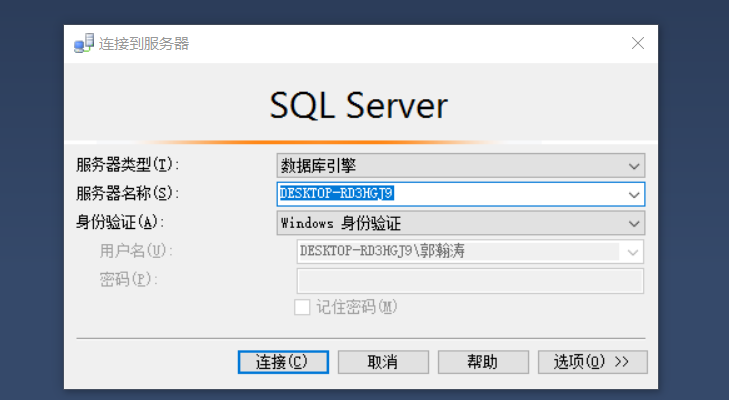 连接到服务器
SQL Server
服务器类型(T): 数据库引擎
服务器名称(S): DESKTOP-RD3HGJ9
身份验证(A): Windows 身份验证
用户名(U): DESKTOP-RD3HGJ9\郭翰涛
密码(P):
记住密码(M)
连接(C) 取消 帮助 选项(O) >>